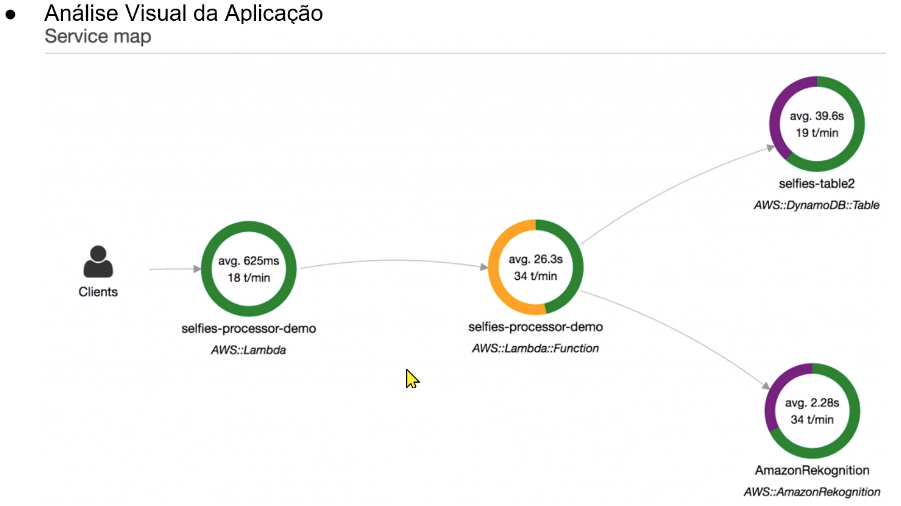 ● Análise Visual da Aplicação
Service map
avg. 39.6s
19 t/min
selfies-table2
AWS::DynamoDB::Table
Clients
avg. 625ms
18 t/min
selfies-processor-demo
AWS::Lambda
avg. 26.3s
34 t/min
selfies-processor-demo
AWS::Lambda::Function
avg. 2.28s
34 t/min
AmazonRekognition
AWS::AmazonRekognition